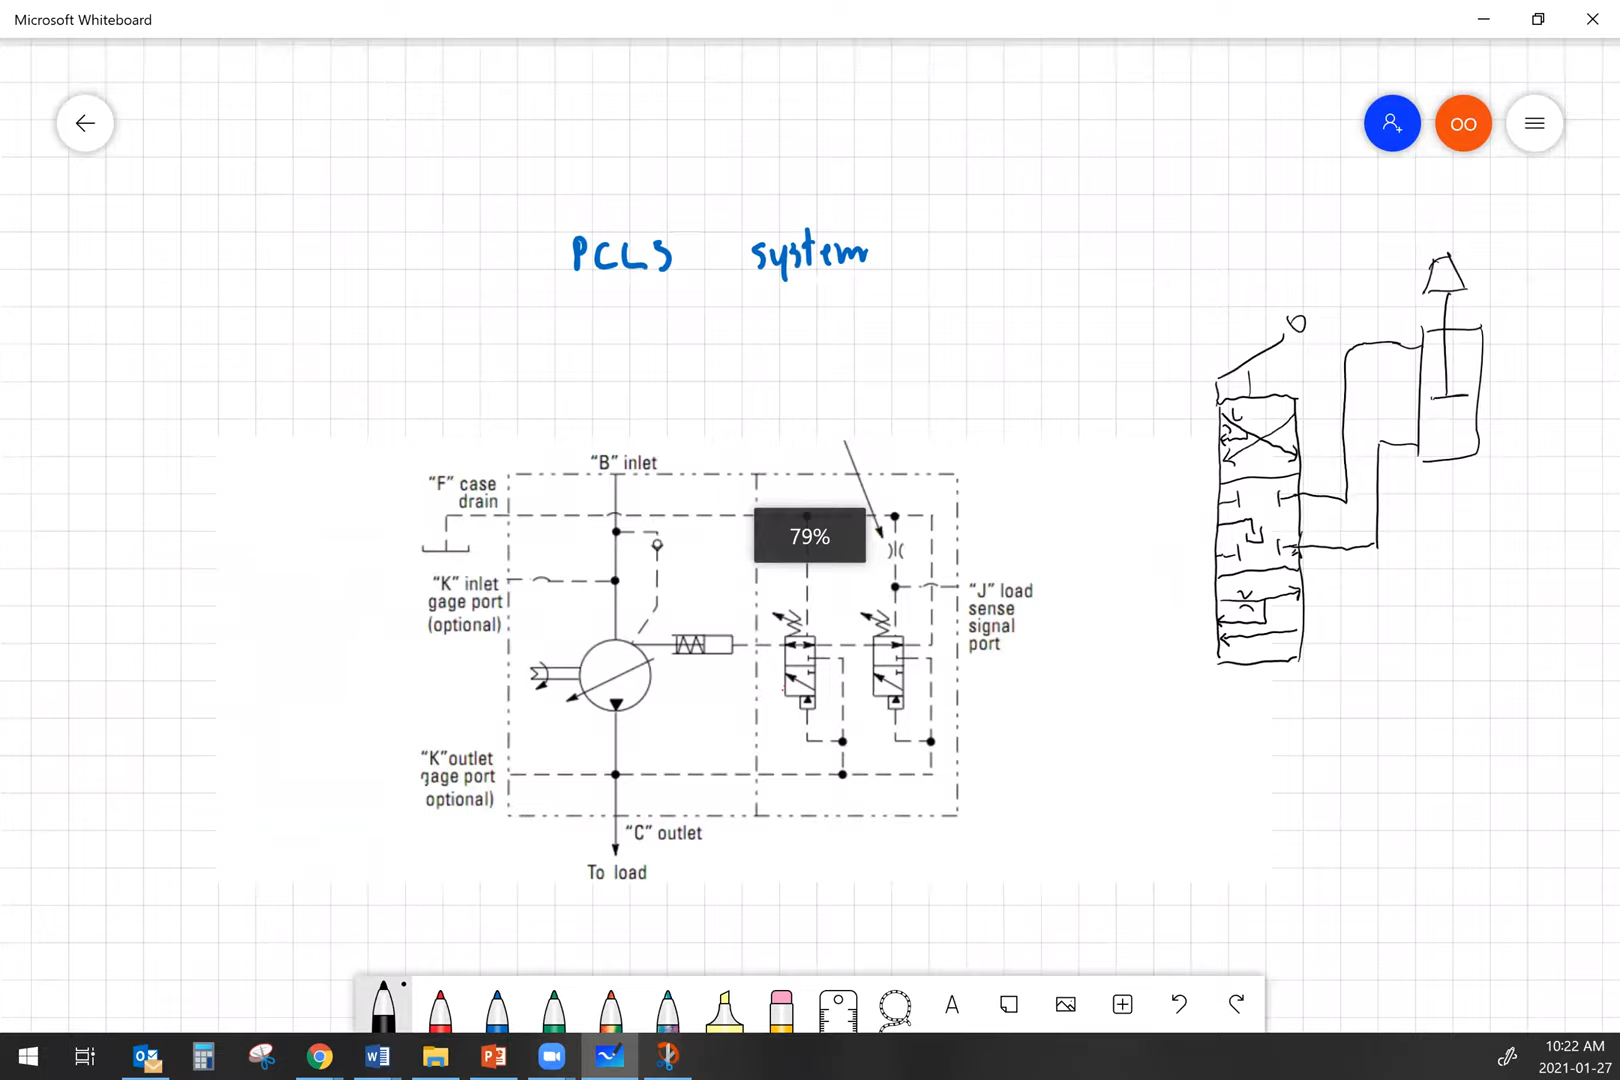 Microsoft Whiteboard
OO
PCLS system
"B" inlet
"F" case
drain
79%
"K" inlet
gage port
(optional)
"J" load
sense
signal
port
"K"outlet
gage port
optional)
"C" outlet
To load
A
10:22 AM
2021-01-27